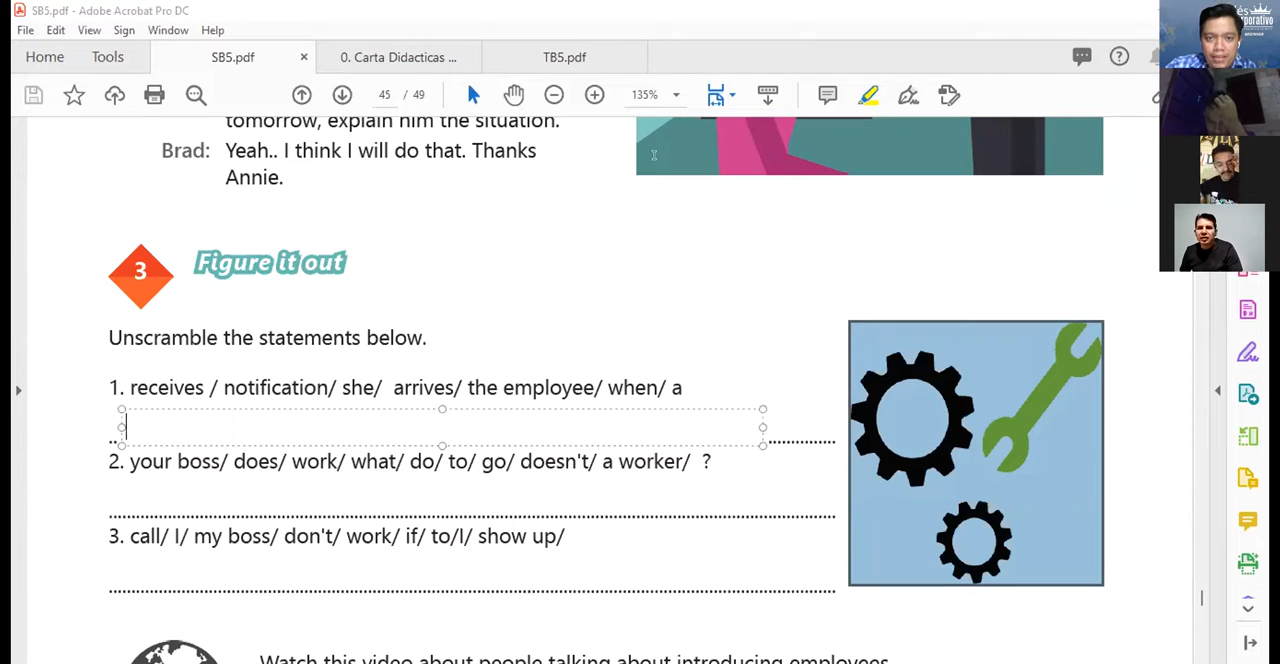 SB5.pdf - Adobe Acrobat Pro DC
File Edit View Sign Window Help
Home Tools SB5.pdf × 0. Carta Didacticas ... TB5.pdf
45 / 49 135%
tomorrow, explain him the situation.
Brad: Yeah.. I think I will do that. Thanks
Annie.
3 Figure it out
Unscramble the statements below.
1. receives / notification/ she/ arrives/ the employee/ when/ a
2. your boss/ does/ work/ what/ do/ to/ go/ doesn't/ a worker/ ?
3. call/ I/ my boss/ don't/ work/ if/ to/I/ show up/
Watch this video about people talking about introducing employees